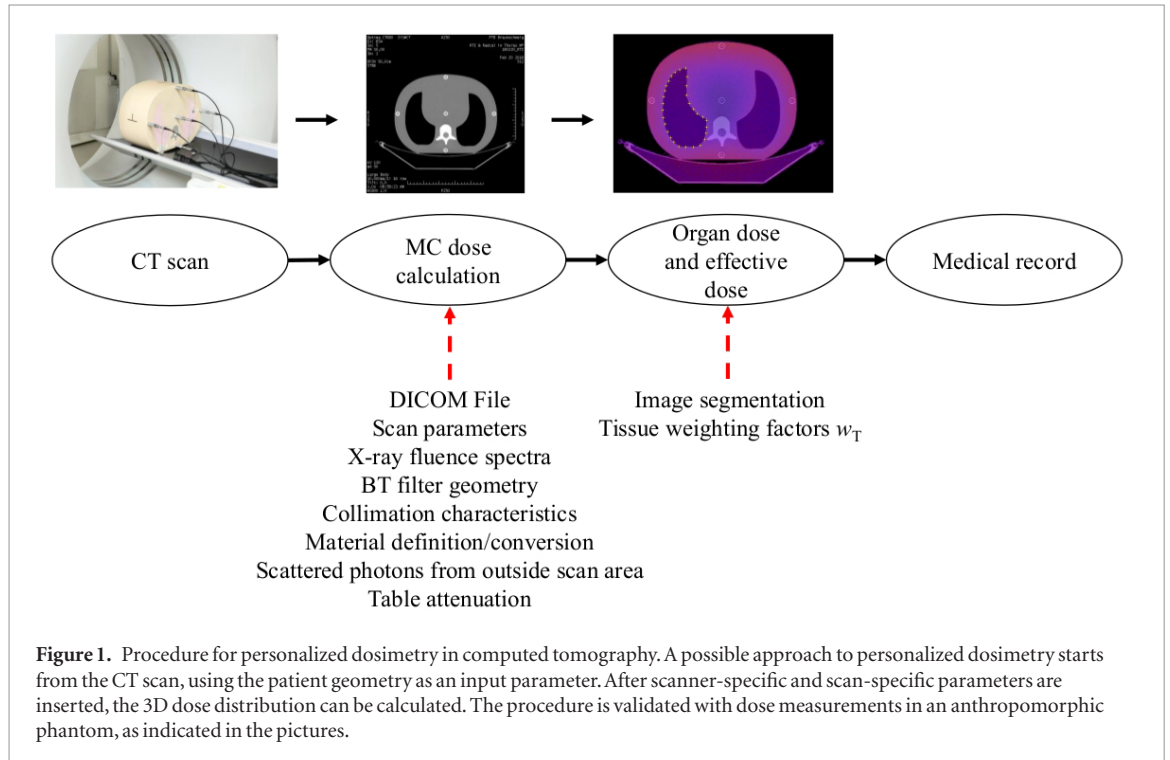 CT scan
MC dose
calculation
Organ dose
and effective
dose
Medical record
DICOM File
Scan parameters
X-ray fluence spectra
BT filter geometry
Collimation characteristics
Material definition/conversion
Scattered photons from outside scan area
Table attenuation
Image segmentation
Tissue weighting factors w_T
Figure 1. Procedure for personalized dosimetry in computed tomography. A possible approach to personalized dosimetry starts
from the CT scan, using the patient geometry as an input parameter. After scanner-specific and scan-specific parameters are
inserted, the 3D dose distribution can be calculated. The procedure is validated with dose measurements in an anthropomorphic
phantom, as indicated in the pictures.